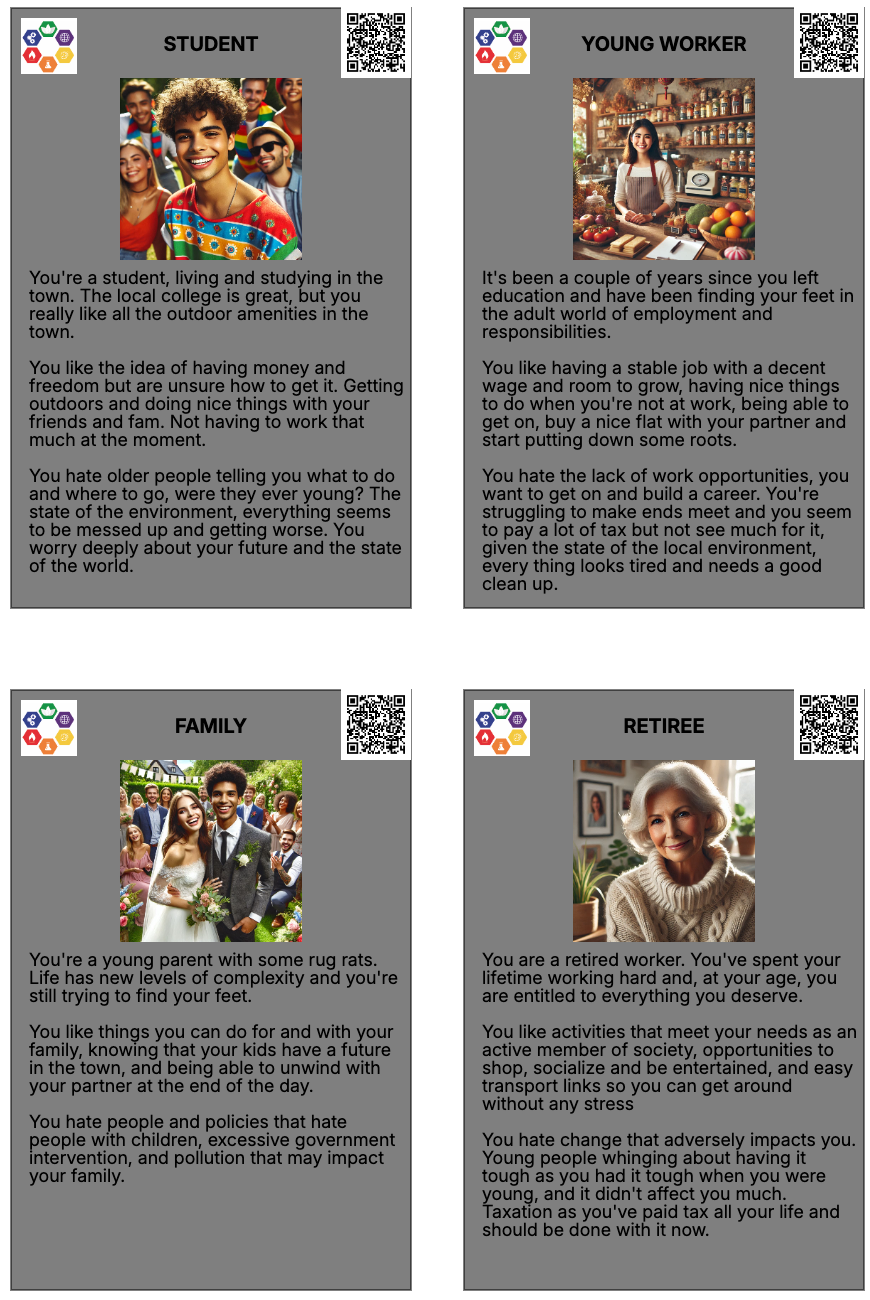 STUDENT
You're a student, living and studying in the
town. The local college is great, but you
really like all the outdoor amenities in the
town.
You like the idea of having money and
freedom but are unsure how to get it. Getting
outdoors and doing nice things with your
friends and fam. Not having to work that
much at the moment.
You hate older people telling you what to do
and where to go, were they ever young? The
state of the environment, everything seems
to be messed up and getting worse. You
worry deeply about your future and the state
of the world.
YOUNG WORKER
It's been a couple of years since you left
education and have been finding your feet in
the adult world of employment and
responsibilities.
You like having a stable job with a decent
wage and room to grow, having nice things
to do when you're not at work, being able to
get on, buy a nice flat with your partner and
start putting down some roots.
You hate the lack of work opportunities, you
want to get on and build a career. You're
struggling to make ends meet and you seem
to pay a lot of tax but not see much for it,
given the state of the local environment,
every thing looks tired and needs a good
clean up.
FAMILY
You're a young parent with some rug rats.
Life has new levels of complexity and you're
still trying to find your feet.
You like things you can do for and with your
family, knowing that your kids have a future
in the town, and being able to unwind with
your partner at the end of the day.
You hate people and policies that hate
people with children, excessive government
intervention, and pollution that may impact
your family.
RETIREE
You are a retired worker. You've spent your
lifetime working hard and, at your age, you
are entitled to everything you deserve.
You like activities that meet your needs as an
active member of society, opportunities to
shop, socialize and be entertained, and easy
transport links so you can get around
without any stress
You hate change that adversely impacts you.
Young people whinging about having it
tough as you had it tough when you were
young, and it didn't affect you much.
Taxation as you've paid tax all your life and
should be done with it now.